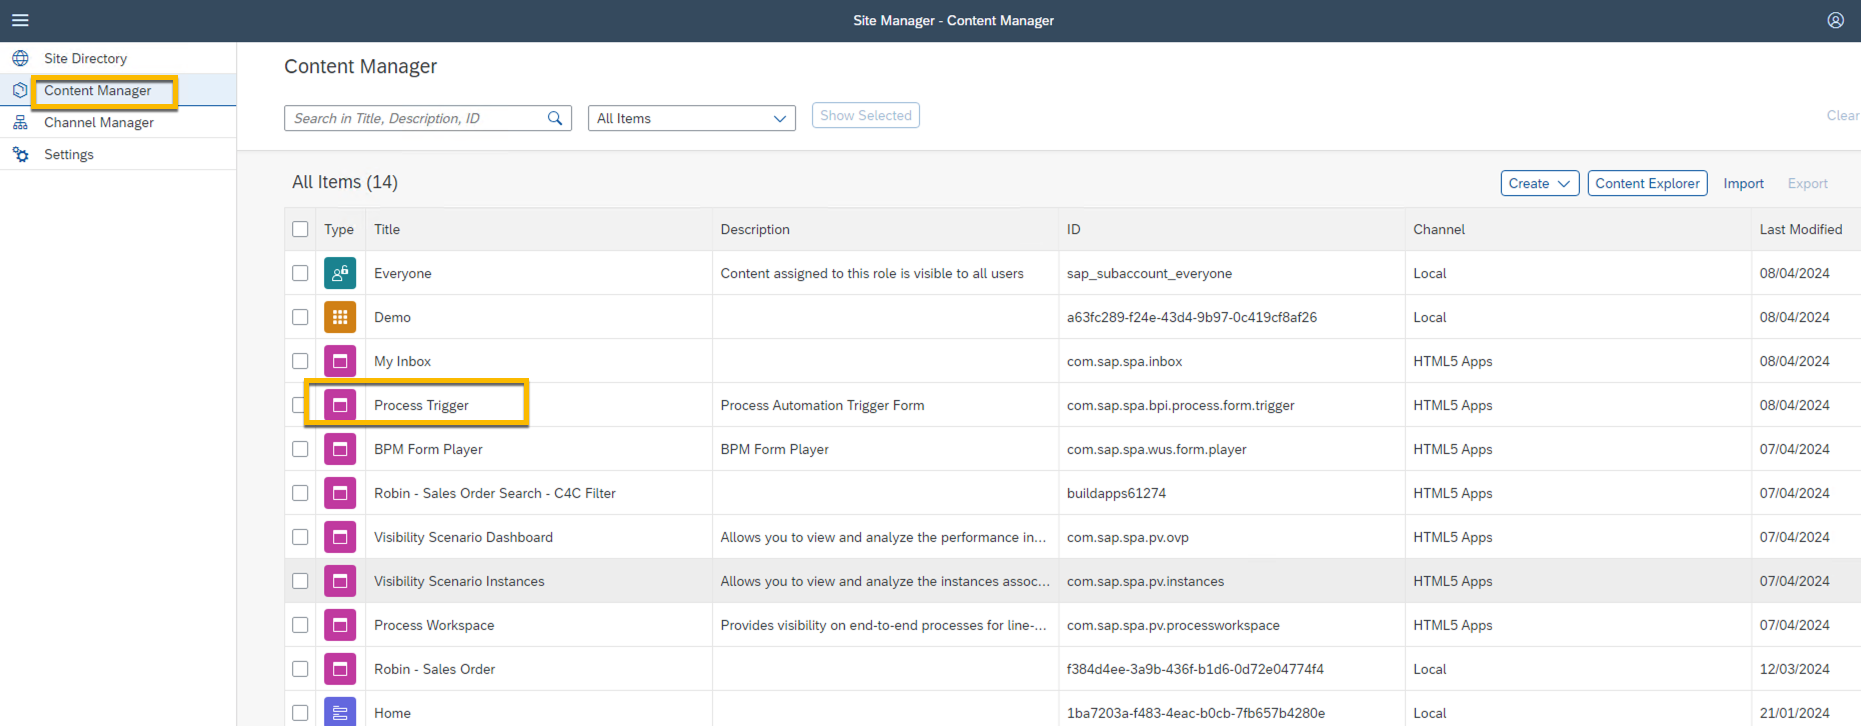 Site Manager - Content Manager
Site Directory
Content Manager
Channel Manager
Settings
Content Manager
Search in Title, Description, ID
All Items
Show Selected
Clear
All Items (14)
Create
Content Explorer
Import
Export
Type Title Description ID Channel Last Modified
Everyone Content assigned to this role is visible to all users sap_subaccount_everyone Local 08/04/2024
Demo a63fc289-f24e-43d4-9b97-0c419cf8af26 Local 08/04/2024
My Inbox com.sap.spa.inbox HTML5 Apps 08/04/2024
Process Trigger Process Automation Trigger Form com.sap.spa.bpi.process.form.trigger HTML5 Apps 08/04/2024
BPM Form Player BPM Form Player com.sap.spa.wus.form.player HTML5 Apps 07/04/2024
Robin - Sales Order Search - C4C Filter buildapps61274 HTML5 Apps 07/04/2024
Visibility Scenario Dashboard Allows you to view and analyze the performance in... com.sap.spa.pv.ovp HTML5 Apps 07/04/2024
Visibility Scenario Instances Allows you to view and analyze the instances assoc... com.sap.spa.pv.instances HTML5 Apps 07/04/2024
Process Workspace Provides visibility on end-to-end processes for line-... com.sap.spa.pv.processworkspace HTML5 Apps 07/04/2024
Robin - Sales Order f384d4ee-3a9b-436f-b1d6-0d72e04774f4 Local 12/03/2024
Home 1ba7203a-f483-4eac-b0cb-7fb657b4280e Local 21/01/2024